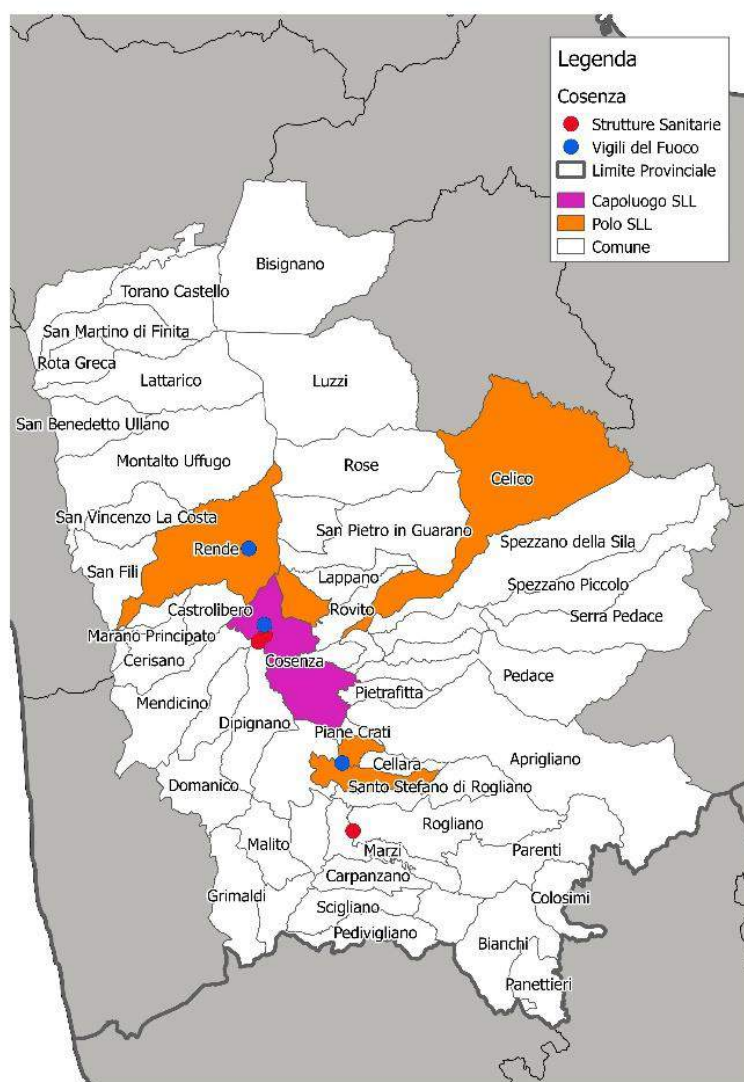 Legenda
Cosenza
Strutture Sanitarie
Vigili del Fuoco
Limite Provinciale
Capoluogo SLL
Polo SLL
Comune
Bisignano
Torano Castello
San Martino di Finita
Rota Greca
Lattarico
Luzzi
San Benedetto Ullano
Montalto Uffugo
Rose
Celico
San Vincenzo La Costa
San Pietro in Guarano
Rende
Spezzano della Sila
San Fili
Lappano
Spezzano Piccolo
Castrolibero
Rovito
Serra Pedace
Marano Principato
Cerisano
Cosenza
Pedace
Mendicino
Pietrafitta
Dipignano
Piane Crati
Aprigliano
Cellara
Domanico
Santo Stefano di Rogliano
Rogliano
Malito
Marzi
Parenti
Carpanzano
Grimaldi
Colosimi
Scigliano
Pedivigliano
Bianchi
Panettieri